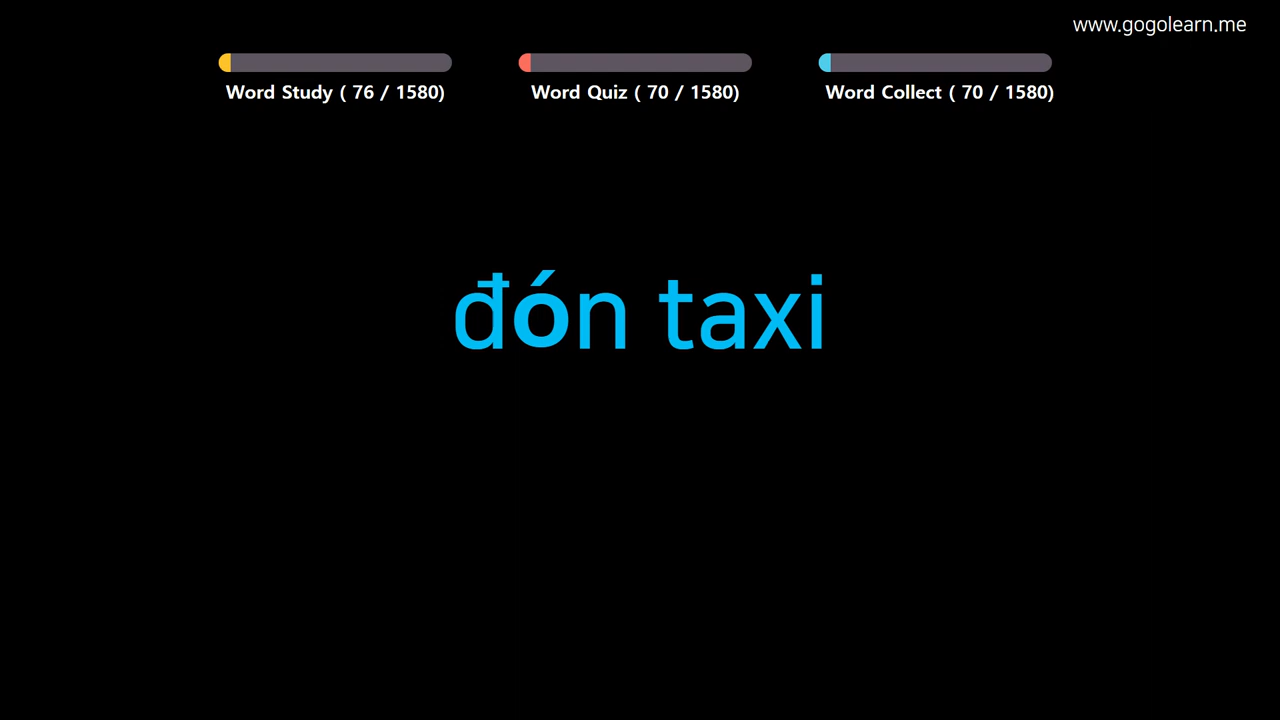 www.gogolearn.me
Word Study ( 76 / 1580)
Word Quiz ( 70 / 1580)
Word Collect ( 70 / 1580)
đón taxi